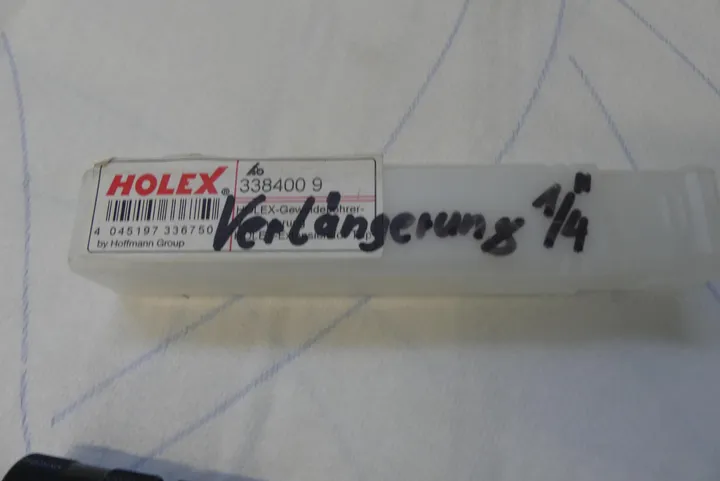 HOLEX®
338400 9
4 045197 336750
by Hoffmann Group
Verlängerung 1/4"